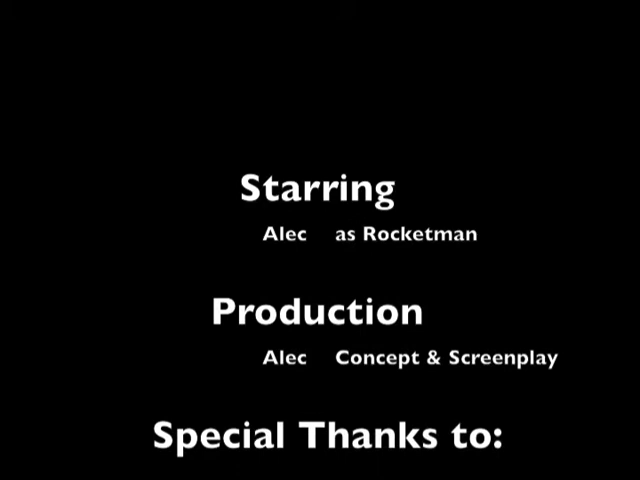 Starring
Alec as Rocketman
Production
Alec Concept & Screenplay
Special Thanks to: